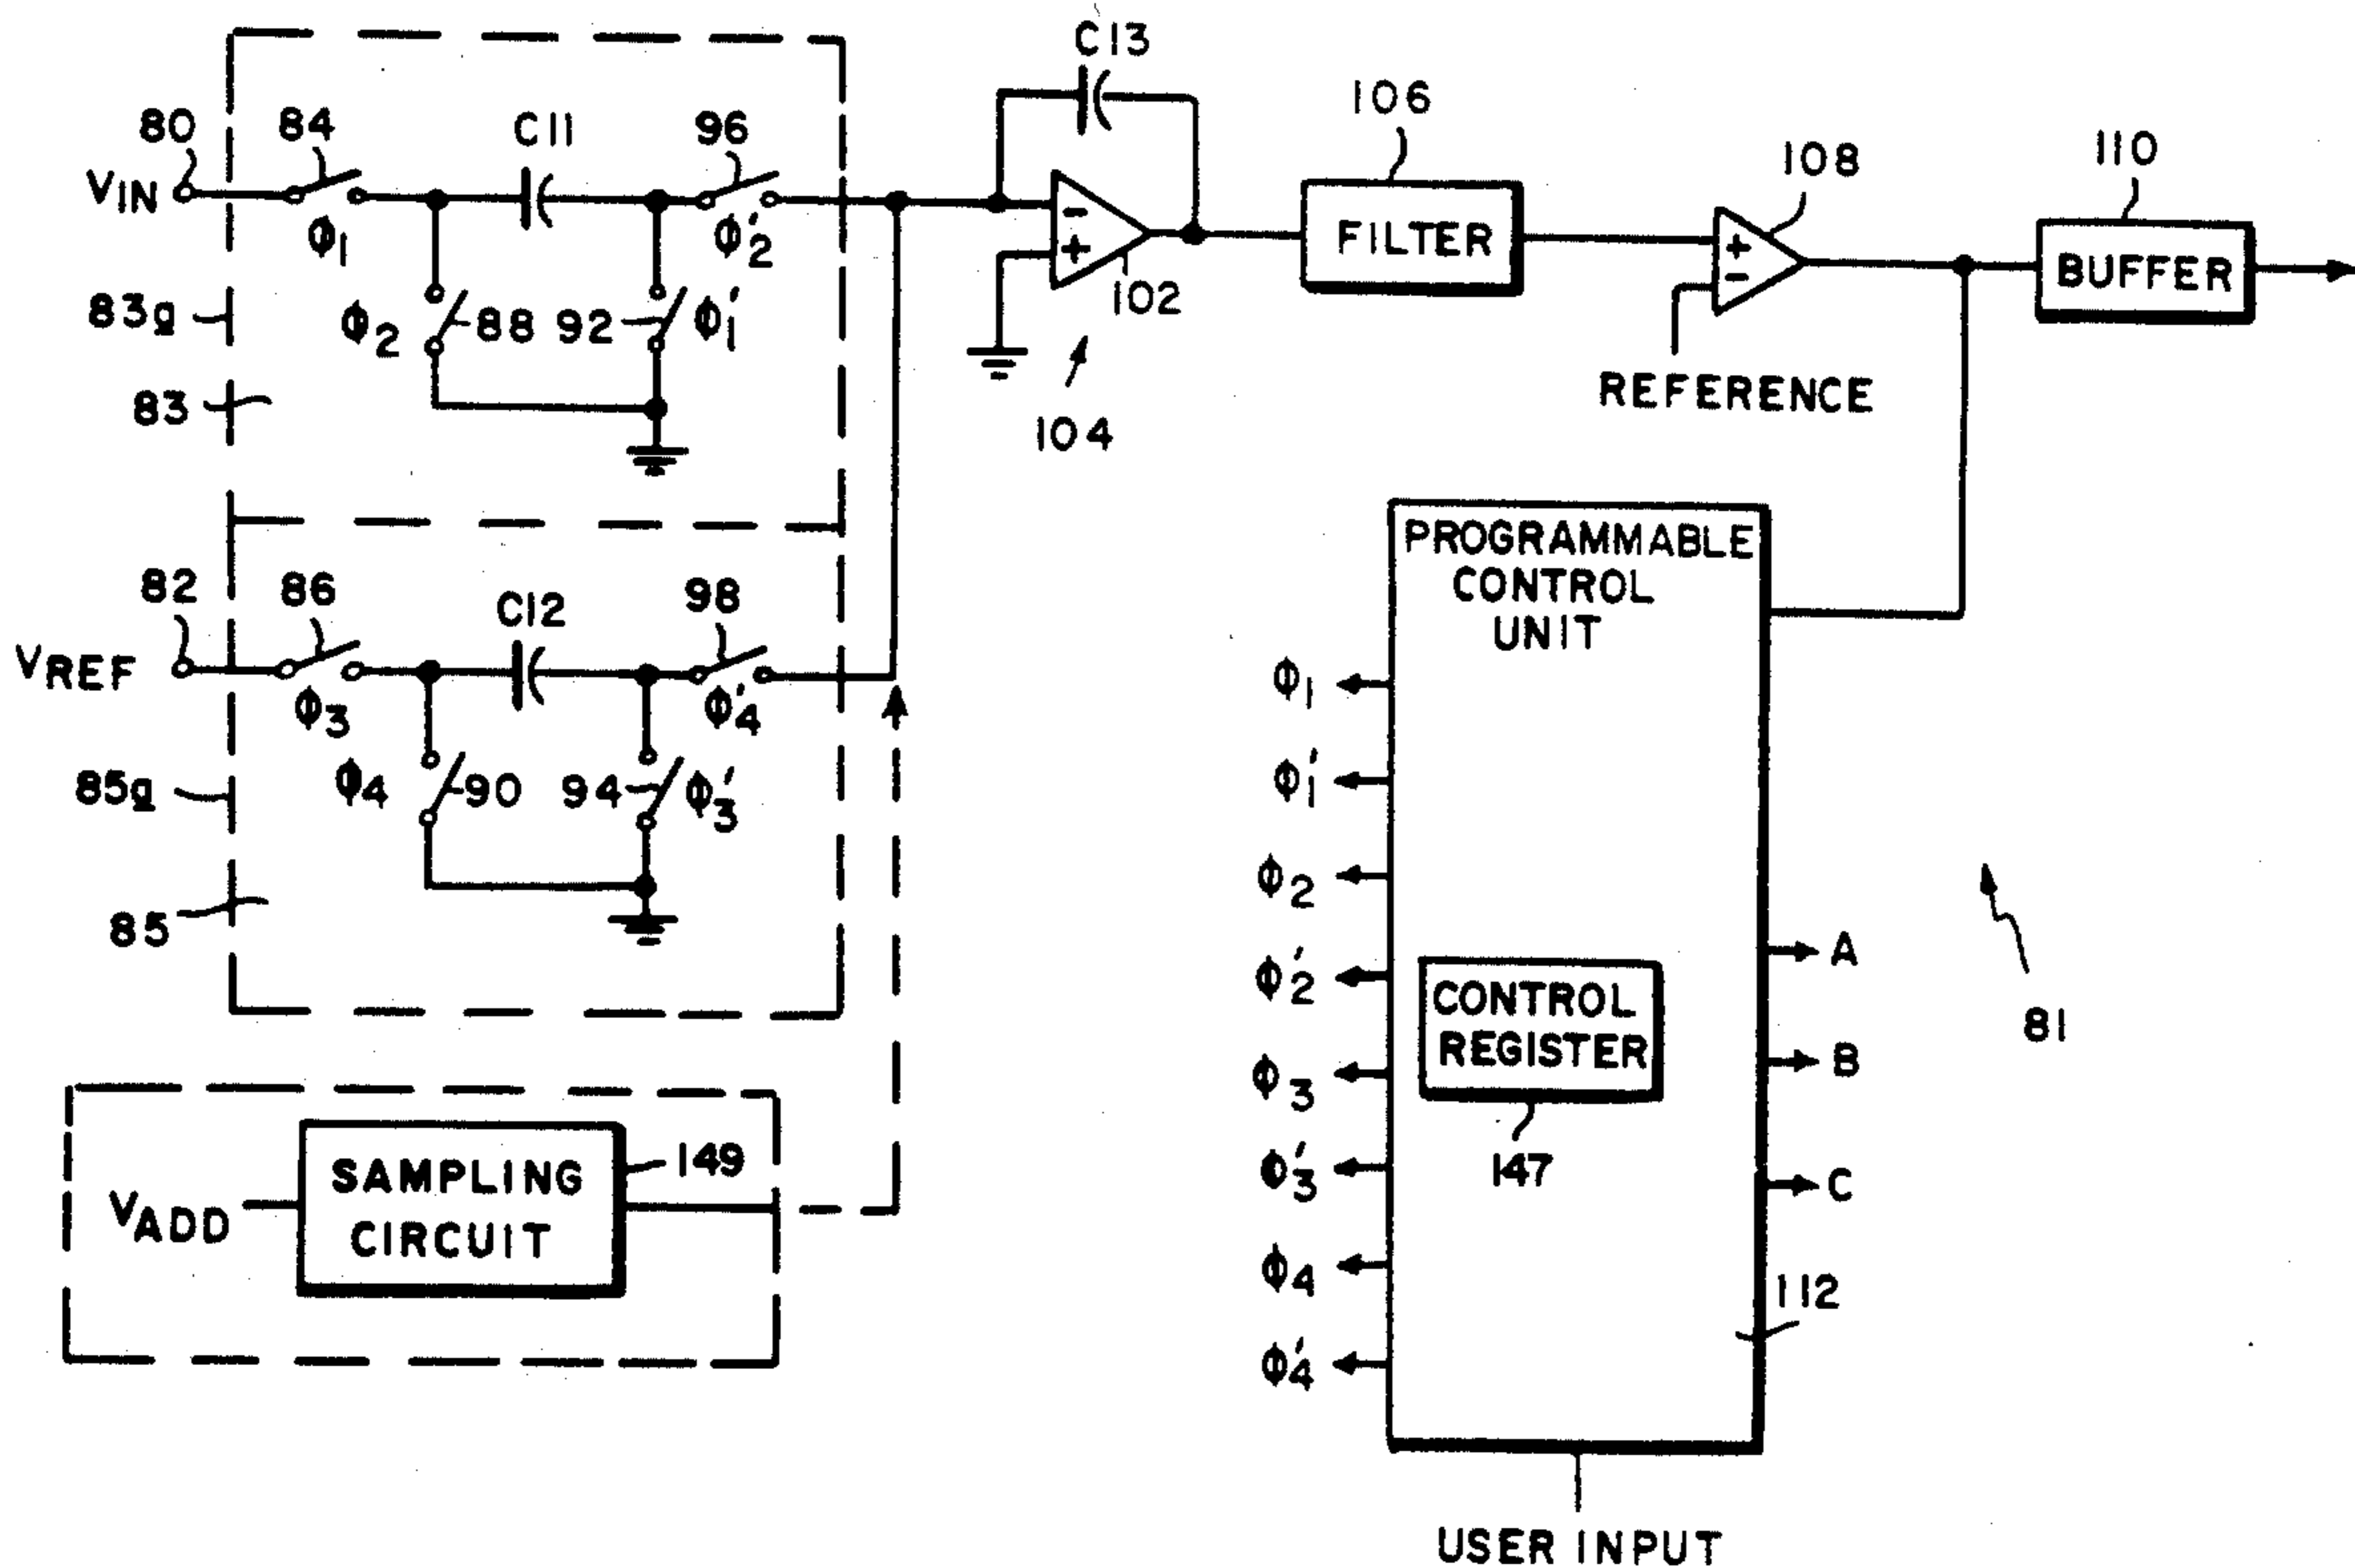 C13
80
84
C11
96
106
108
110
VIN
ϕ1
ϕ'2
FILTER
BUFFER
83g
ϕ2
88
92
ϕ'1
102
83
104
REFERENCE
82
86
C12
98
PROGRAMMABLE
CONTROL
UNIT
VREF
ϕ3
ϕ'4
ϕ1
85g
ϕ4
90
94
ϕ'3
ϕ'1
ϕ2
85
A
ϕ'2
CONTROL
REGISTER
81
B
ϕ3
147
149
SAMPLING
CIRCUIT
VADD
ϕ'3
C
ϕ4
112
ϕ'4
USER INPUT